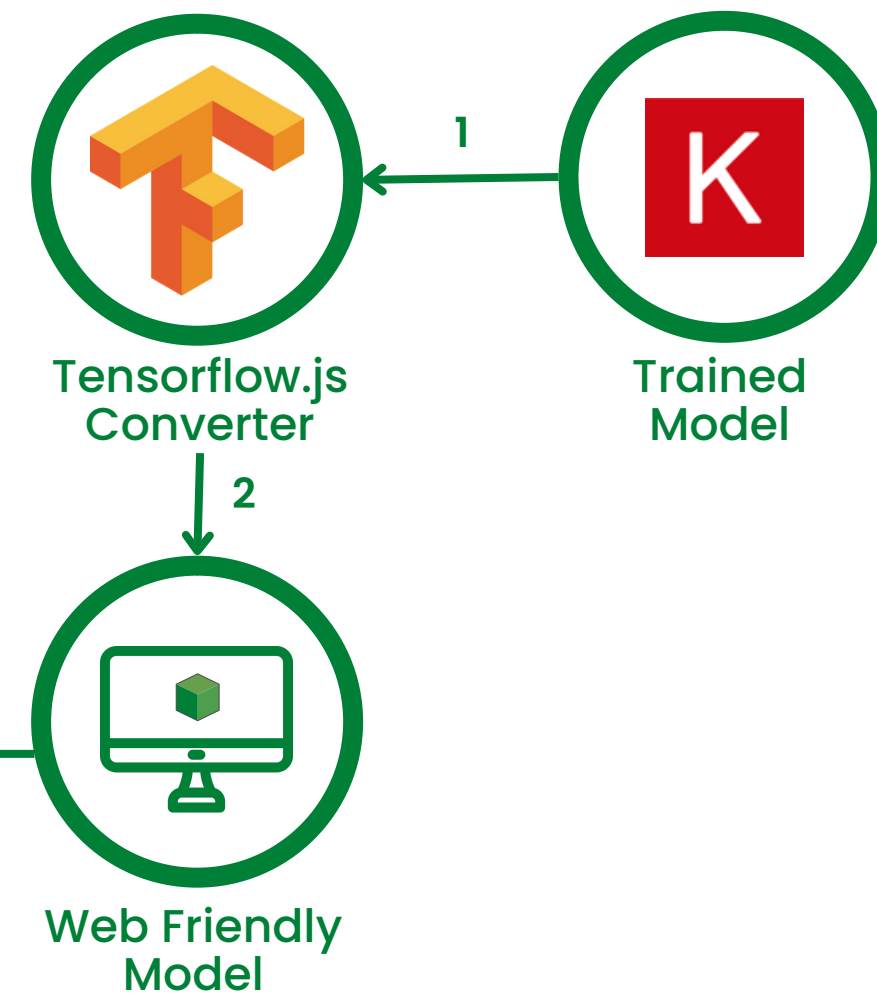 1
K
Tensorflow.js
Converter
Trained
Model
2
Web Friendly
Model